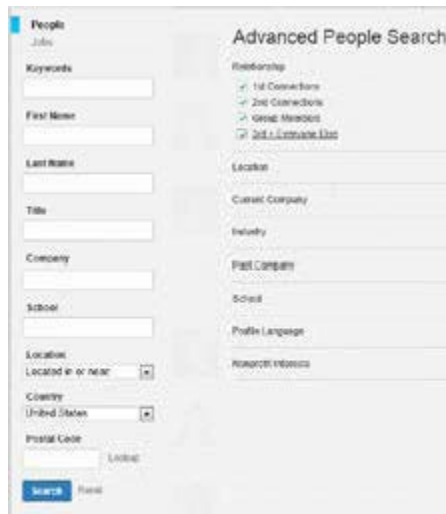 People
Jobs
Keywords
First Name
Last Name
Title
Company
School
Location
Located in or near:
Country
United States
Postal Code
Lookup
Search Reset
Advanced People Search
Relationship
1st Connections
2nd Connections
Group Members
3rd + Everyone Else
Location
Current Company
Industry
Past Company
School
Profile Language
Nonprofit Interests